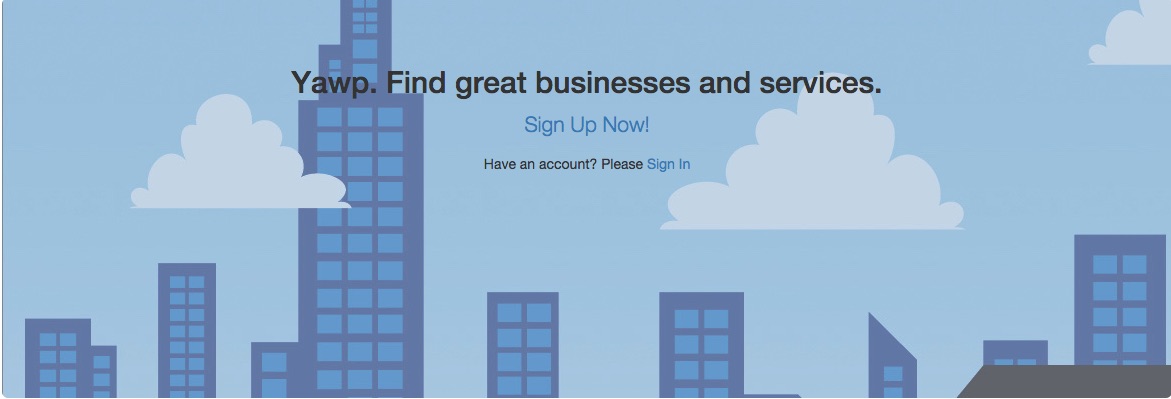 Yawp. Find great businesses and services.
Sign Up Now!
Have an account? Please Sign In